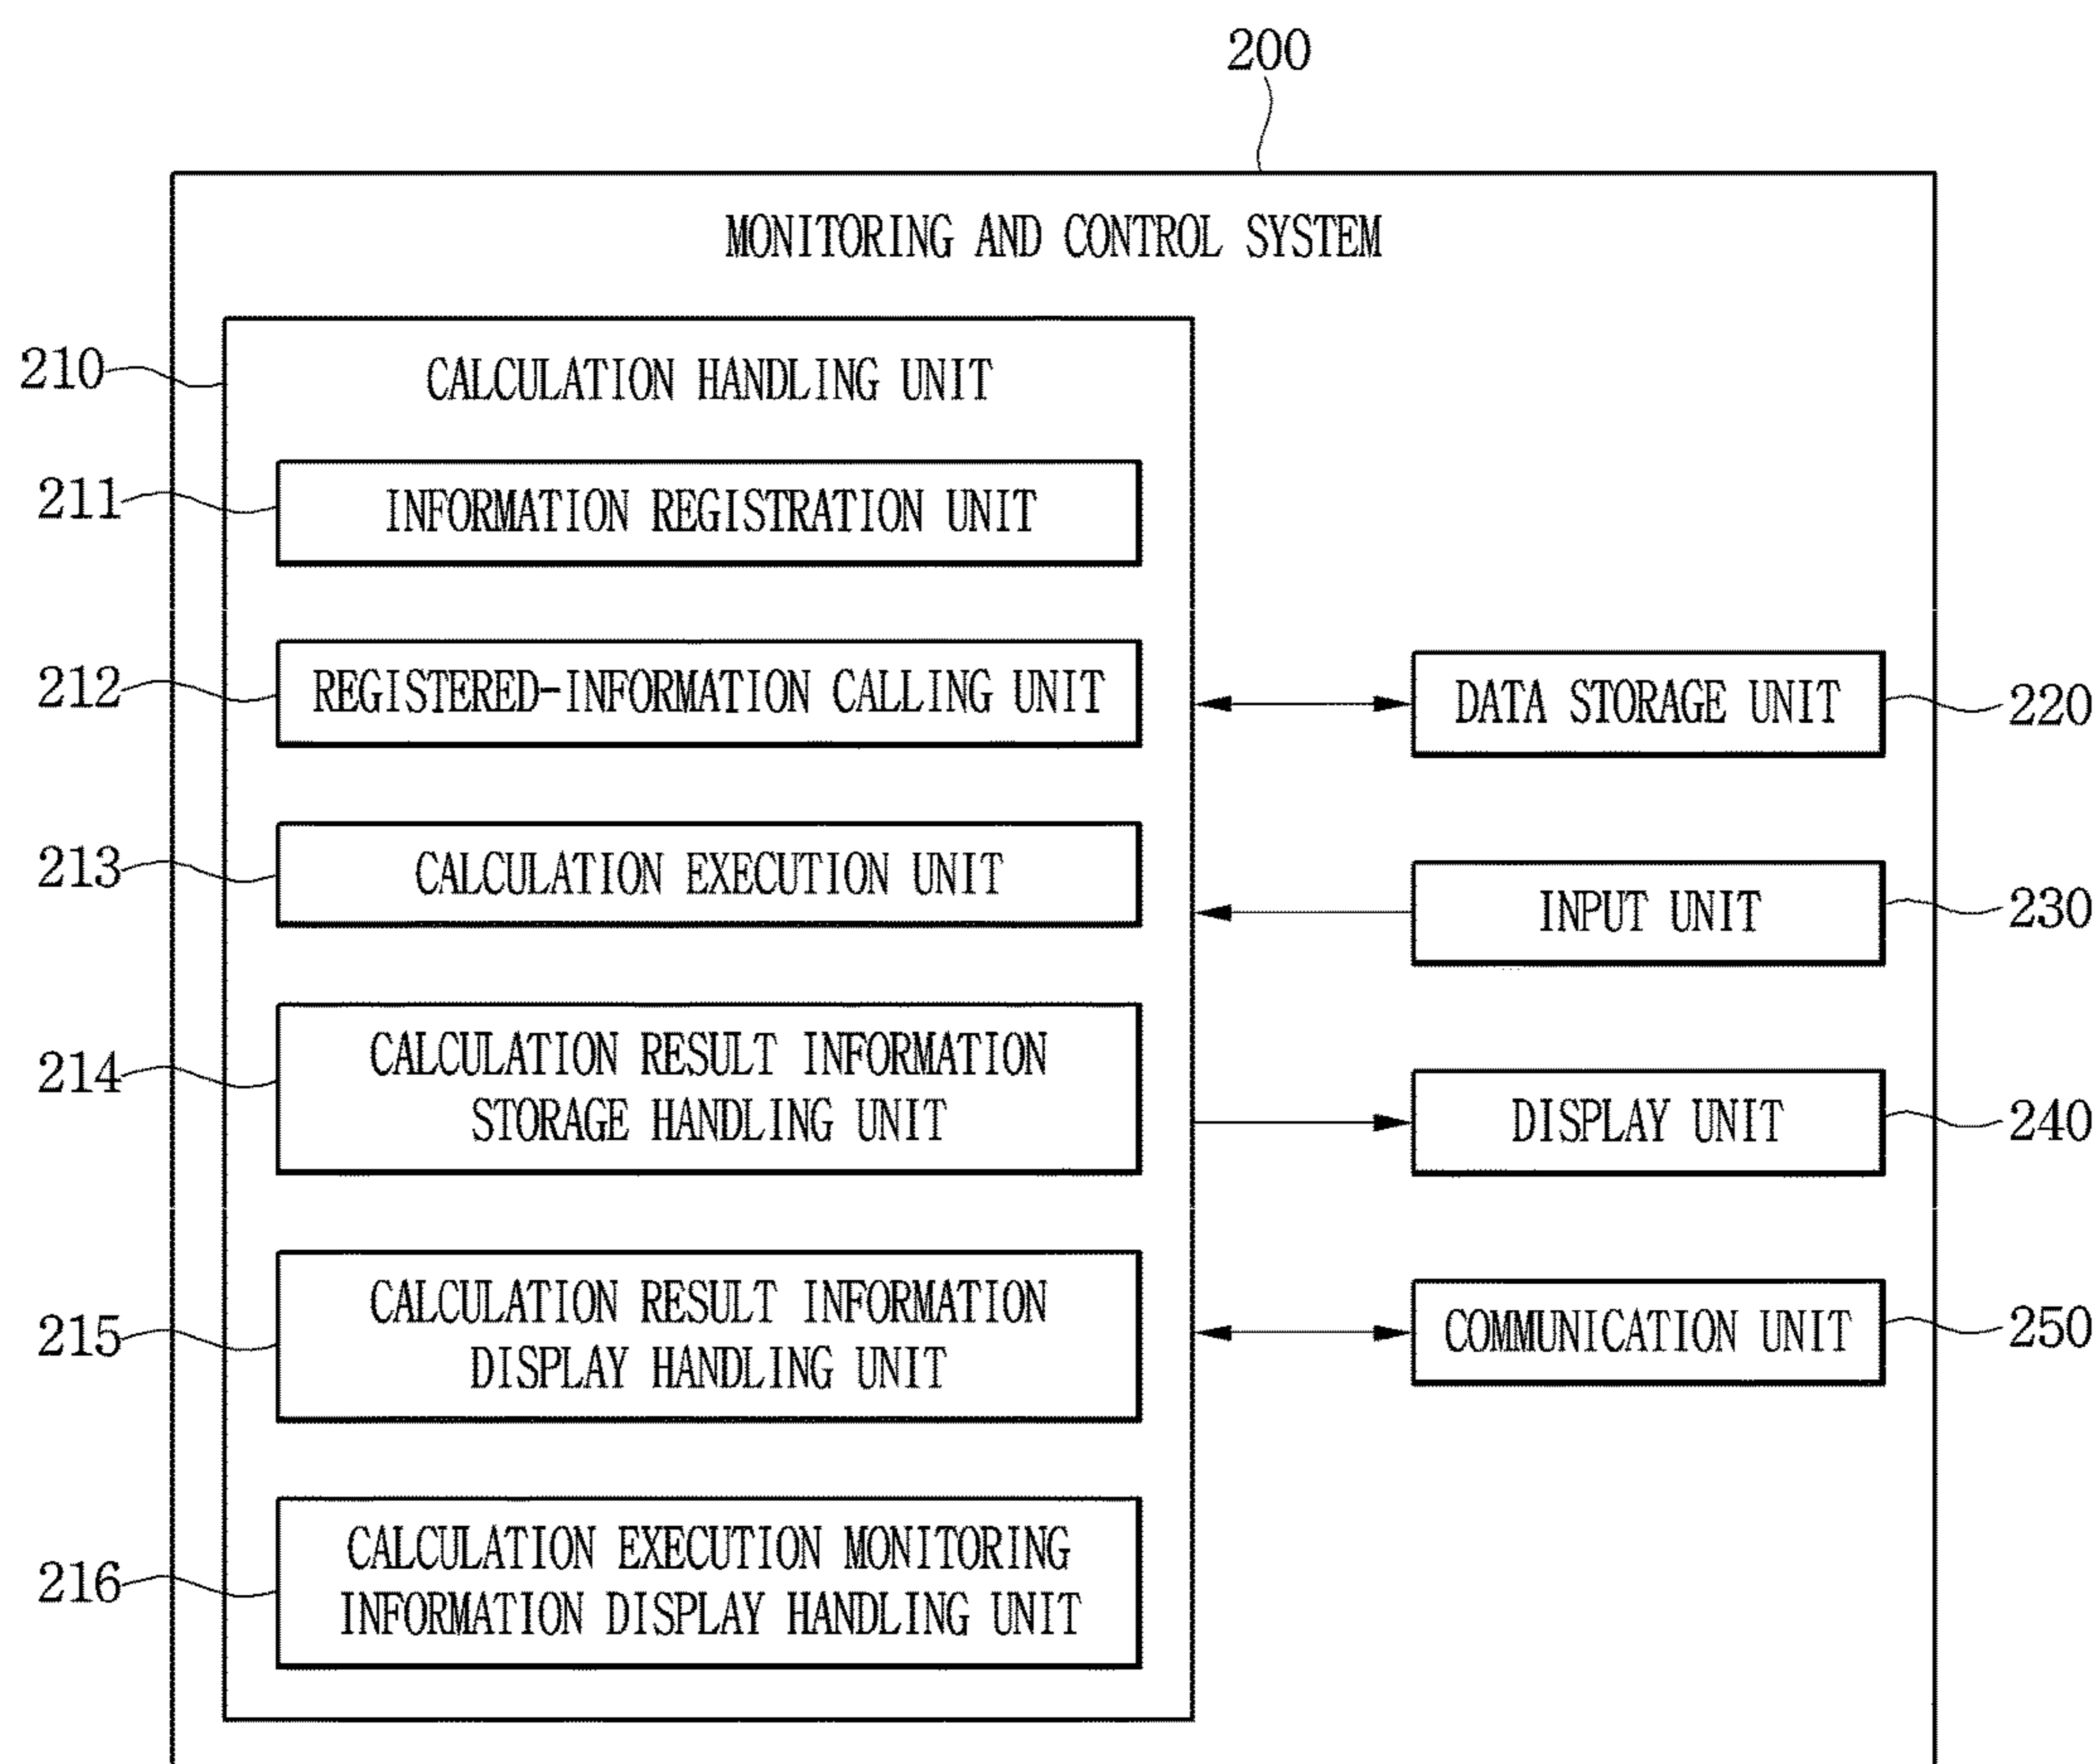 200
MONITORING AND CONTROL SYSTEM
210
CALCULATION HANDLING UNIT
211
INFORMATION REGISTRATION UNIT
212
REGISTERED-INFORMATION CALLING UNIT
DATA STORAGE UNIT
220
213
CALCULATION EXECUTION UNIT
INPUT UNIT
230
214
CALCULATION RESULT INFORMATION
STORAGE HANDLING UNIT
DISPLAY UNIT
240
215
CALCULATION RESULT INFORMATION
DISPLAY HANDLING UNIT
COMMUNICATION UNIT
250
216
CALCULATION EXECUTION MONITORING
INFORMATION DISPLAY HANDLING UNIT